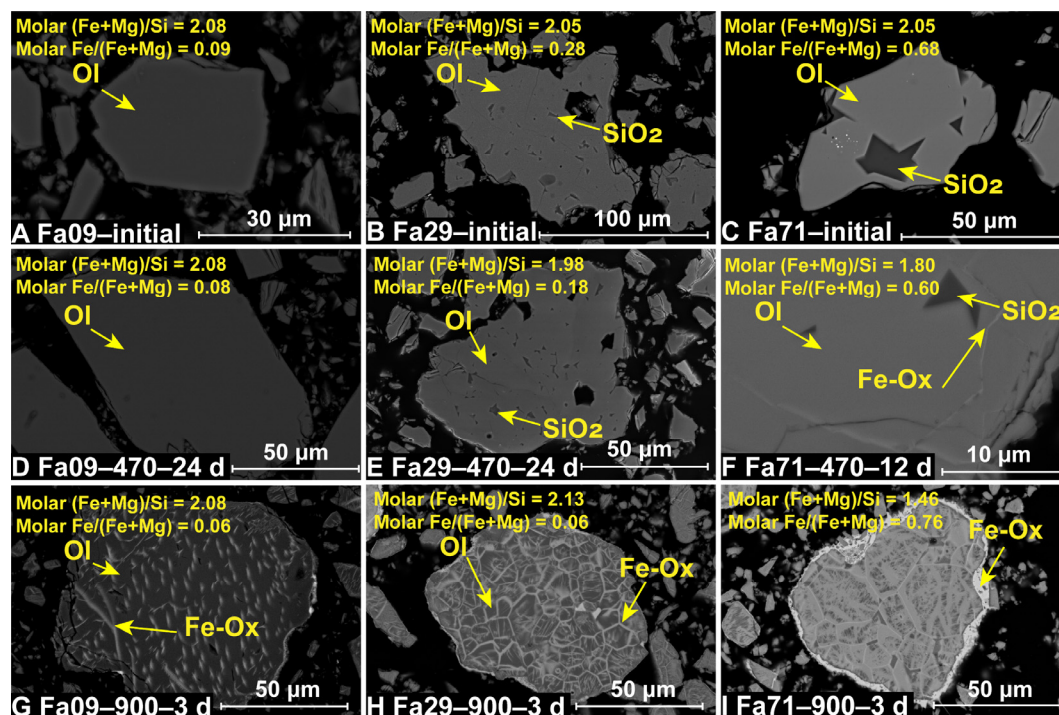 Molar (Fe+Mg)/Si = 2.08
Molar Fe/(Fe+Mg) = 0.09
Ol
30 µm
A Fa09–initial
Molar (Fe+Mg)/Si = 2.05
Molar Fe/(Fe+Mg) = 0.28
Ol
SiO2
100 µm
B Fa29–initial
Molar (Fe+Mg)/Si = 2.05
Molar Fe/(Fe+Mg) = 0.68
Ol
SiO2
50 µm
C Fa71–initial
Molar (Fe+Mg)/Si = 2.08
Molar Fe/(Fe+Mg) = 0.08
Ol
50 µm
D Fa09–470–24 d
Molar (Fe+Mg)/Si = 1.98
Molar Fe/(Fe+Mg) = 0.18
Ol
SiO2
50 µm
E Fa29–470–24 d
Molar (Fe+Mg)/Si = 1.80
Molar Fe/(Fe+Mg) = 0.60
Ol
SiO2
Fe-Ox
10 µm
F Fa71–470–12 d
Molar (Fe+Mg)/Si = 2.08
Molar Fe/(Fe+Mg) = 0.06
Ol
Fe-Ox
50 µm
G Fa09–900–3 d
Molar (Fe+Mg)/Si = 2.13
Molar Fe/(Fe+Mg) = 0.06
Ol
Fe-Ox
50 µm
H Fa29–900–3 d
Molar (Fe+Mg)/Si = 1.46
Molar Fe/(Fe+Mg) = 0.76
Fe-Ox
50 µm
I Fa71–900–3 d